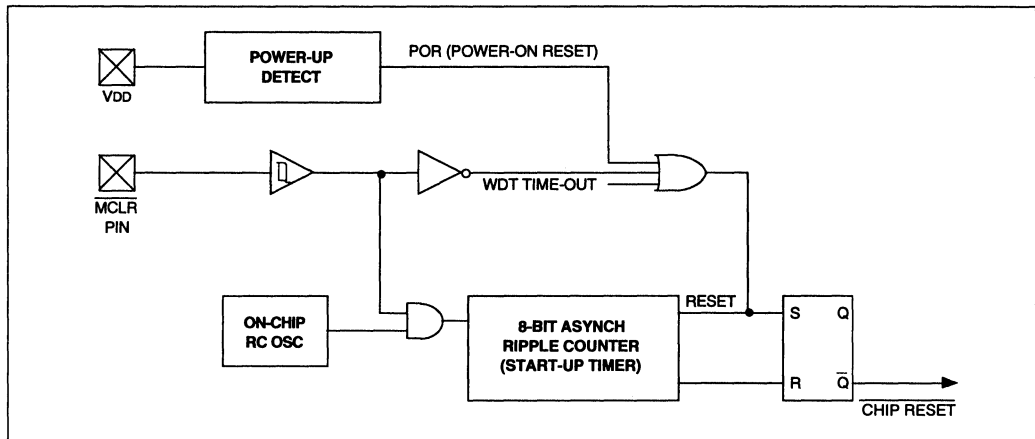 POWER-UP
DETECT
POR (POWER-ON RESET)
VDD
MCLR
PIN
WDT TIME-OUT
ON-CHIP
RC OSC
8-BIT ASYNCH
RIPPLE COUNTER
(START-UP TIMER)
RESET
S Q
R Q
CHIP RESET